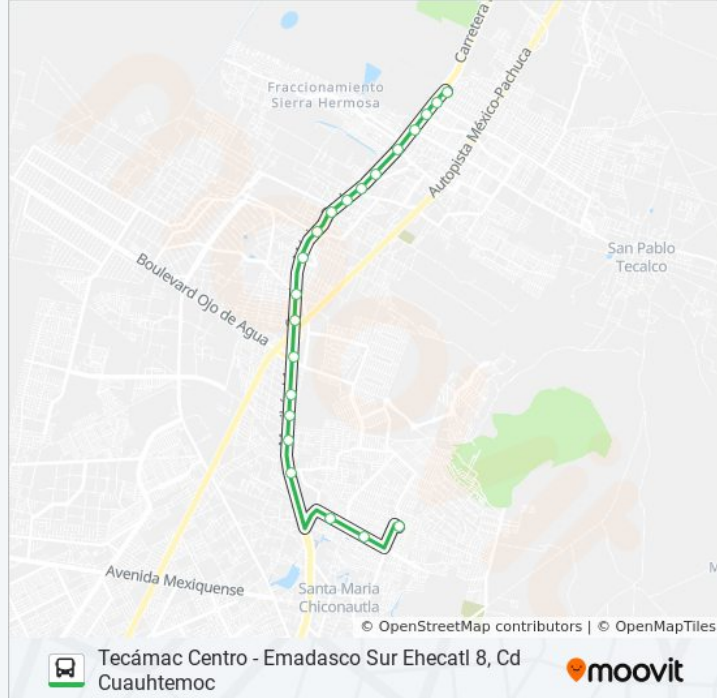 Carretera
Fraccionamiento
Sierra Hermosa
Autopista México-Pachuca
San Pablo
Tecalco
Boulevard Ojo de Agua
Avenida Mexiquense
Santa María
Chiconautla
© OpenStreetMap contributors | © OpenMapTiles
Tecámac Centro - Emadasco Sur Ehecatl 8, Cd
Cuauhtemoc
moovit